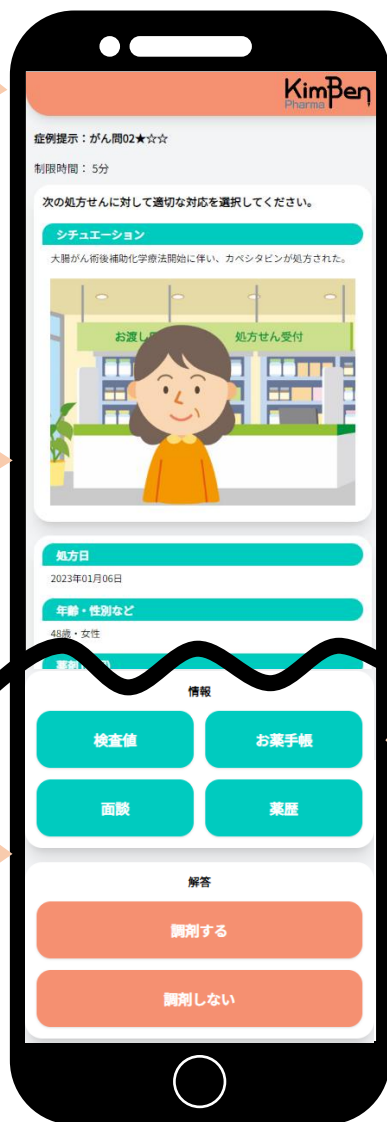 KimBen
Pharma
症例提示：がん問02★☆☆
制限時間： 5分
次の処方せんに対して適切な対応を選択してください。
シチュエーション
大腸がん術後補助化学療法開始に伴い、カペシタビンが処方された。
お渡し
処方せん受付
処方日
2023年01月06日
年齢・性別など
48歳・女性
薬剤
情報
検査値
お薬手帳
面談
薬歴
解答
調剤する
調剤しない